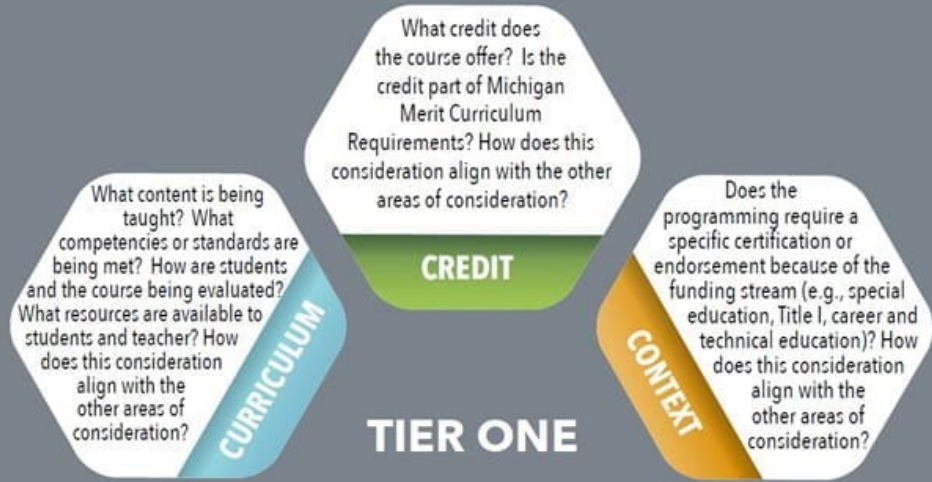 What credit does
the course offer? Is the
credit part of Michigan
Merit Curriculum
Requirements? How does this
consideration align with the other
areas of consideration?
CREDIT
What content is being
taught? What
competencies or standards are
being met? How are students
and the course being evaluated?
What resources are available to
students and teacher? How
does this consideration
align with the
other areas of
consideration?
CURRICULUM
Does the
programming require a
specific certification or
endorsement because of the
funding stream (e.g., special
education, Title I, career and
technical education)? How
does this consideration
align with the
other areas of
consideration?
CONTEXT
TIER ONE